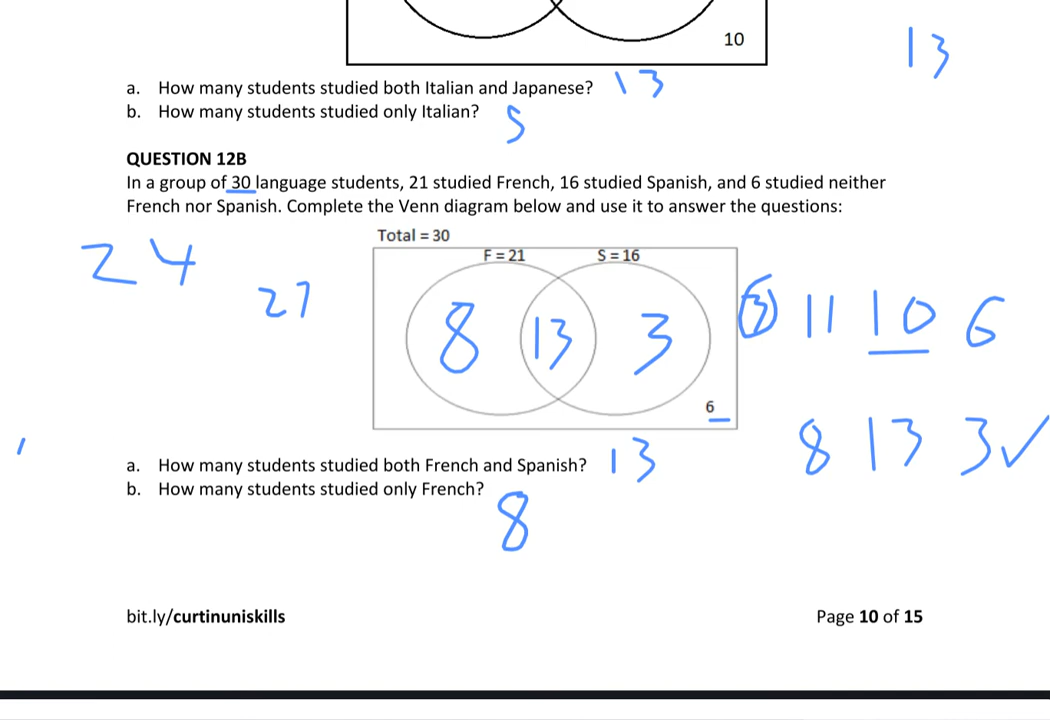 10
13
a. How many students studied both Italian and Japanese? 13
b. How many students studied only Italian? 5
QUESTION 12B
In a group of 30 language students, 21 studied French, 16 studied Spanish, and 6 studied neither
French nor Spanish. Complete the Venn diagram below and use it to answer the questions:
Total = 30
F = 21 S = 16
24
27
8 13 3
11 10 6
6
8 13 3✓
a. How many students studied both French and Spanish? 13
b. How many students studied only French?
8
bit.ly/curtinuniskills Page 10 of 15